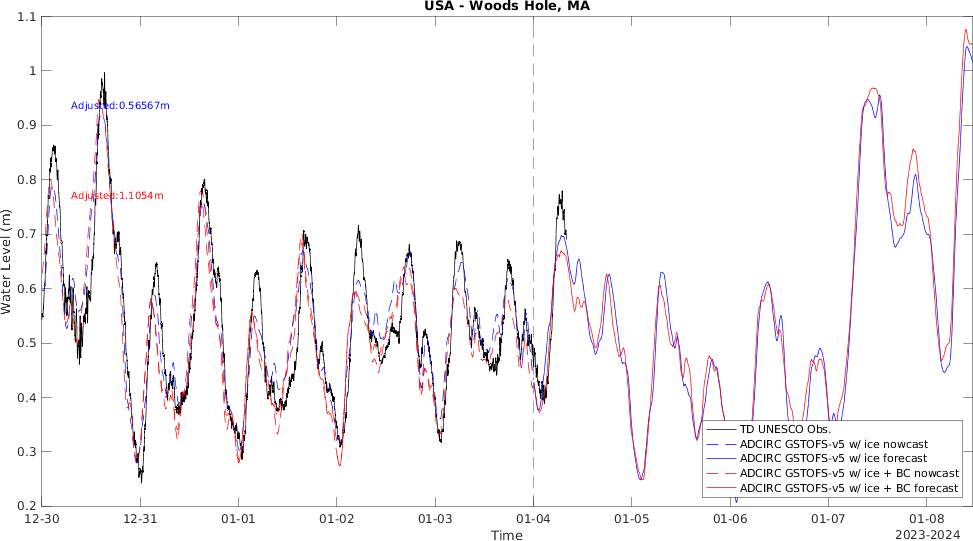 USA - Woods Hole, MA
1.1
1
0.9
0.8
0.7
0.6
0.5
0.4
0.3
0.2
Water Level (m)
Adjusted:0.56567m
Adjusted:1.1054m
TD UNESCO Obs.
ADCIRC GSTOFS-v5 w/ ice nowcast
ADCIRC GSTOFS-v5 w/ ice forecast
ADCIRC GSTOFS-v5 w/ ice + BC nowcast
ADCIRC GSTOFS-v5 w/ ice + BC forecast
12-30 12-31 01-01 01-02 01-03 01-04 01-05 01-06 01-07 01-08
Time
2023-2024